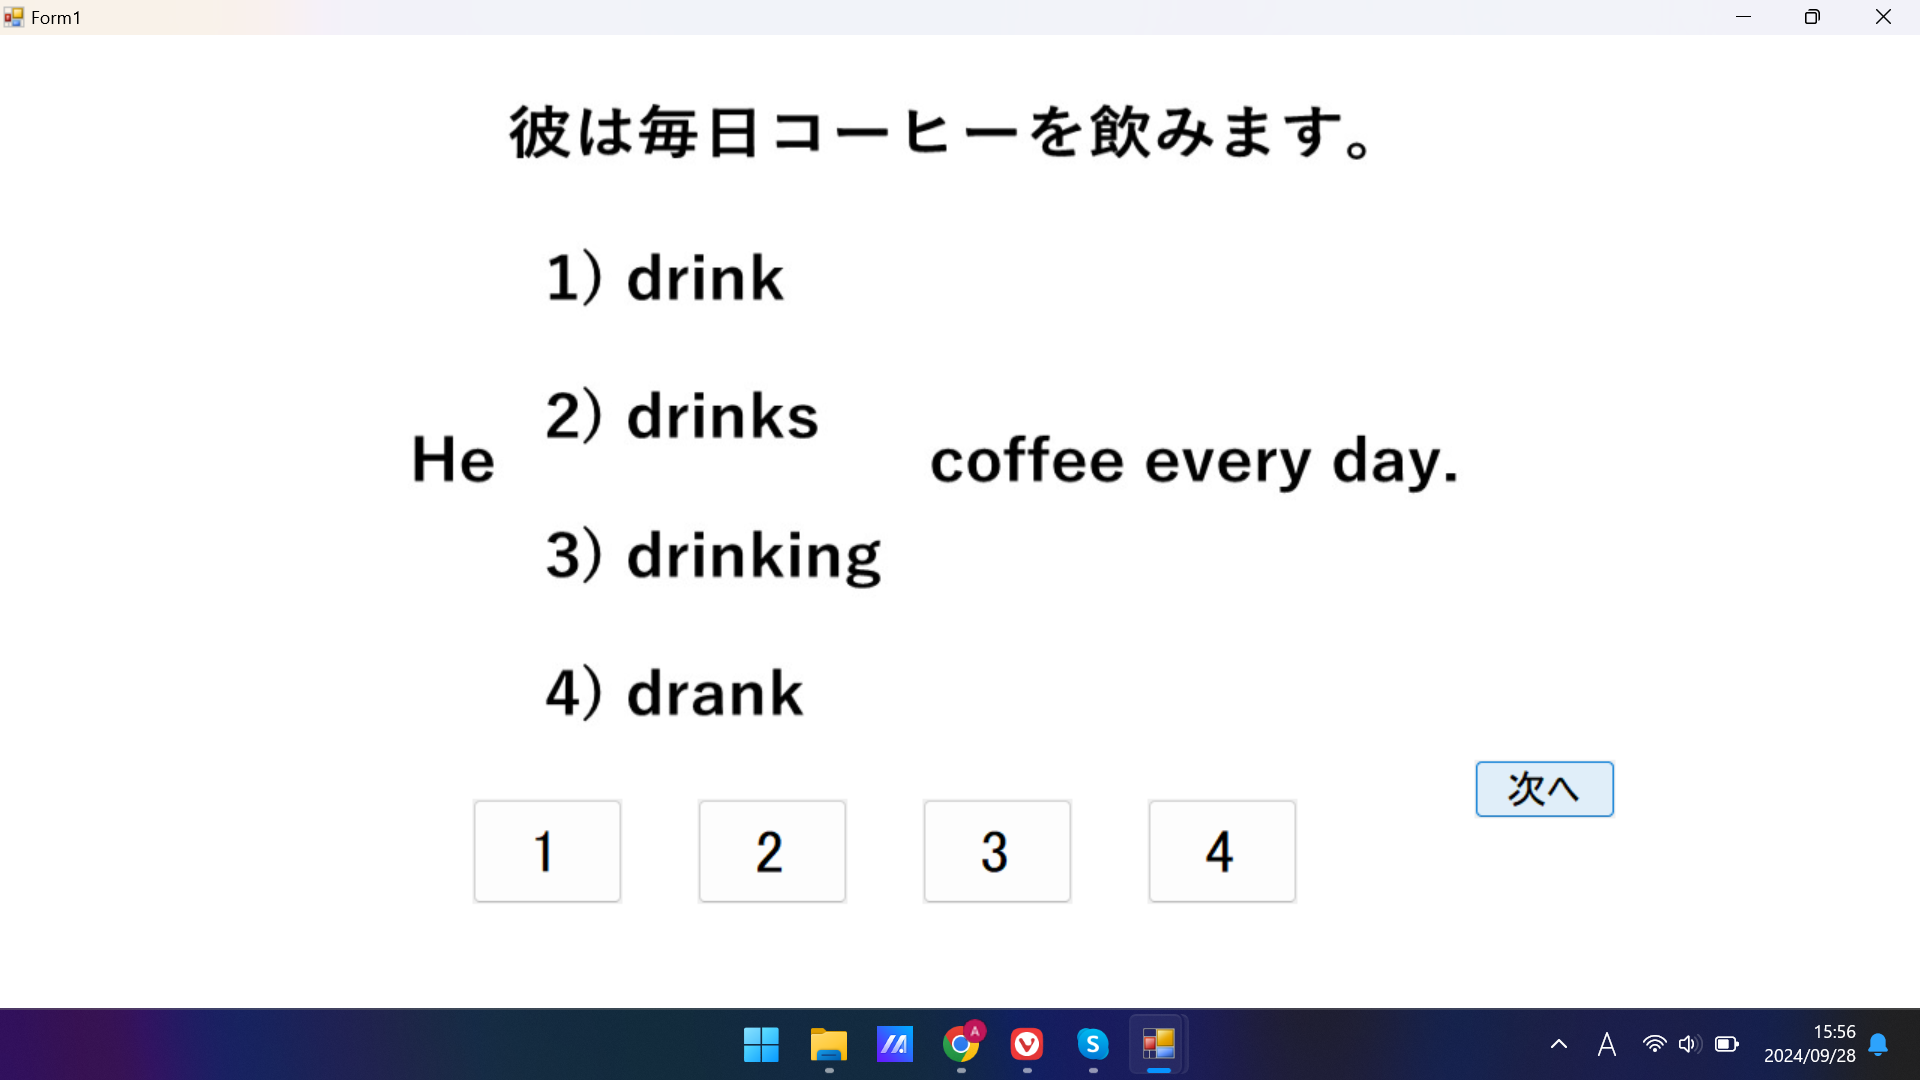 Form1
彼は毎日コーヒーを飲みます。
1) drink
2) drinks
He coffee every day.
3) drinking
4) drank
次へ
1 2 3 4
A
S
A
15:56
2024/09/28